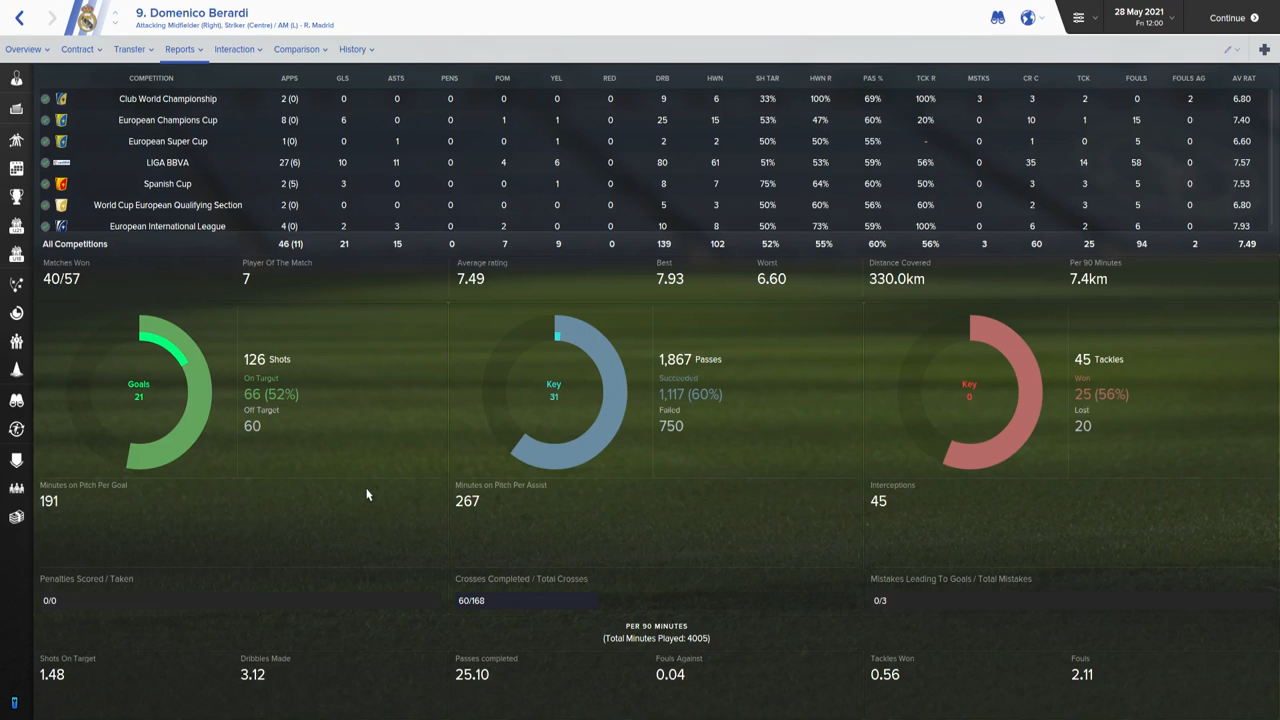 9. Domenico Berardi
Attacking Midfielder (Right), Striker (Centre) / AM (L) - R. Madrid
28 May 2021
Fri 12:00
Continue
Overview Contract Transfer Reports Interaction Comparison History
COMPETITION APPS GLS ASTS PENS POM YEL RED DRB HWN SH TAR HWN R PAS % TCK R MSTKS CR C TCK FOULS FOULS AG AV RAT
Club World Championship 2 (0) 0 0 0 0 0 0 9 6 33% 100% 69% 100% 3 3 2 0 2 6.80
European Champions Cup 8 (0) 6 0 0 1 1 0 25 15 53% 47% 60% 20% 0 10 1 15 0 7.40
European Super Cup 1 (0) 0 1 0 0 1 0 2 2 50% 50% 55% - 0 1 0 5 0 6.60
LIGA BBVA 27 (6) 10 11 0 4 6 0 80 61 51% 53% 59% 56% 0 35 14 58 0 7.57
Spanish Cup 2 (5) 3 0 0 0 1 0 8 7 75% 64% 60% 50% 0 3 3 5 0 7.53
World Cup European Qualifying Section 2 (0) 0 0 0 0 0 0 5 3 50% 60% 56% 60% 0 2 3 5 0 6.80
European International League 4 (0) 2 3 0 2 0 0 10 8 50% 73% 59% 100% 0 6 2 6 0 7.93
All Competitions 46 (11) 21 15 0 7 9 0 139 102 52% 55% 60% 56% 3 60 25 94 2 7.49
Matches Won Player Of The Match Average rating Best Worst Distance Covered Per 90 Minutes
40/57 7 7.49 7.93 6.60 330.0km 7.4km
Goals
21
126 Shots
On Target
66 (52%)
Off Target
60
Key
31
1,867 Passes
Succeeded
1,117 (60%)
Failed
750
Key
0
45 Tackles
Won
25 (56%)
Lost
20
Minutes on Pitch Per Goal Minutes on Pitch Per Assist Interceptions
191 267 45
Penalties Scored / Taken Crosses Completed / Total Crosses Mistakes Leading To Goals / Total Mistakes
0/0 60/168 0/3
PER 90 MINUTES
(Total Minutes Played: 4005)
Shots On Target Dribbles Made Passes completed Fouls Against Tackles Won Fouls
1.48 3.12 25.10 0.04 0.56 2.11